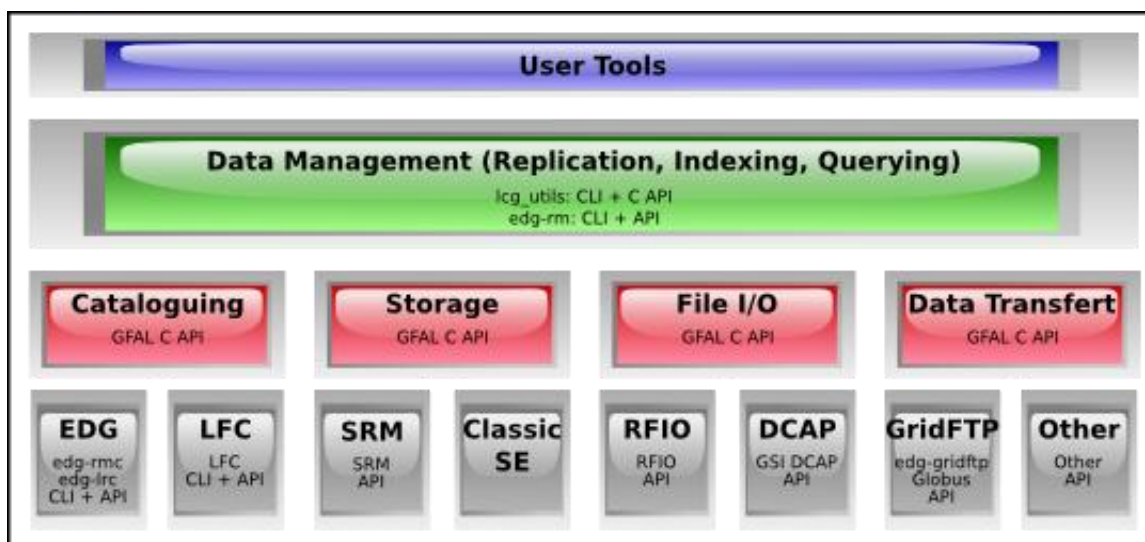 User Tools
Data Management (Replication, Indexing, Querying)
lcg_utils: CLI + C API
edg-rm: CLI + API
Cataloguing
GFAL C API
Storage
GFAL C API
File I/O
GFAL C API
Data Transfert
GFAL C API
EDG
edg-rmc
edg-lrc
CLI + API
LFC
LFC
CLI + API
SRM
SRM
API
Classic
SE
RFIO
RFIO
API
DCAP
GSI DCAP
API
GridFTP
edg-gridftp
Globus
API
Other
Other
API